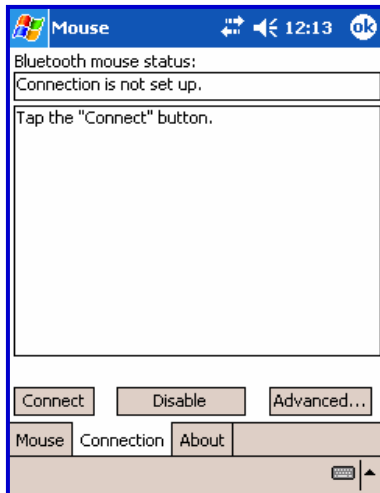 Mouse 12:13 ok
Bluetooth mouse status:
Connection is not set up.
Tap the "Connect" button.
Connect Disable Advanced...
Mouse Connection About